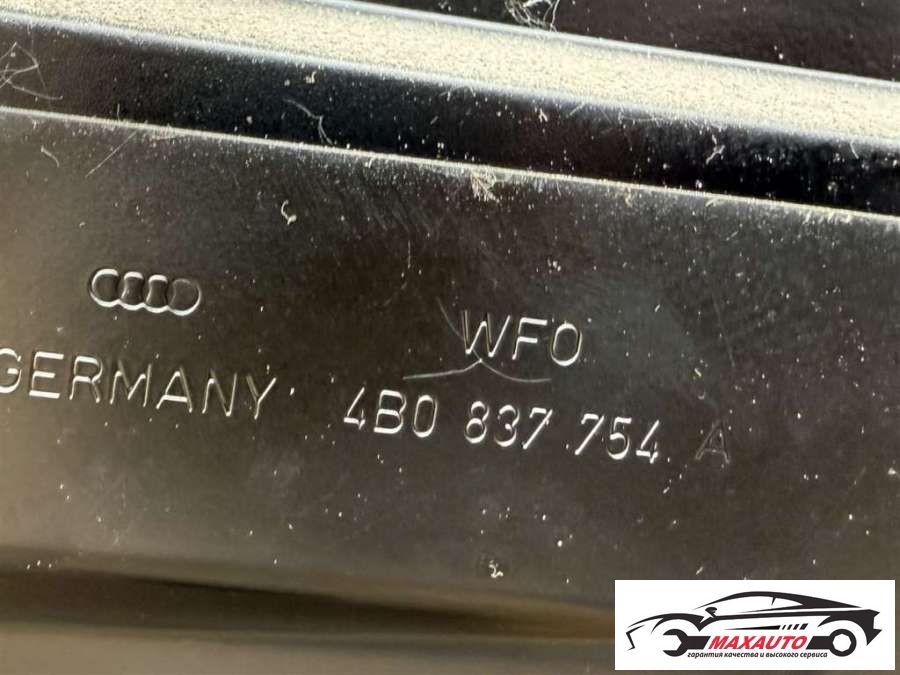 WFO
GERMANY 4B0 837 754 A
MAXAUTO
гарантия качества и высокого сервиса